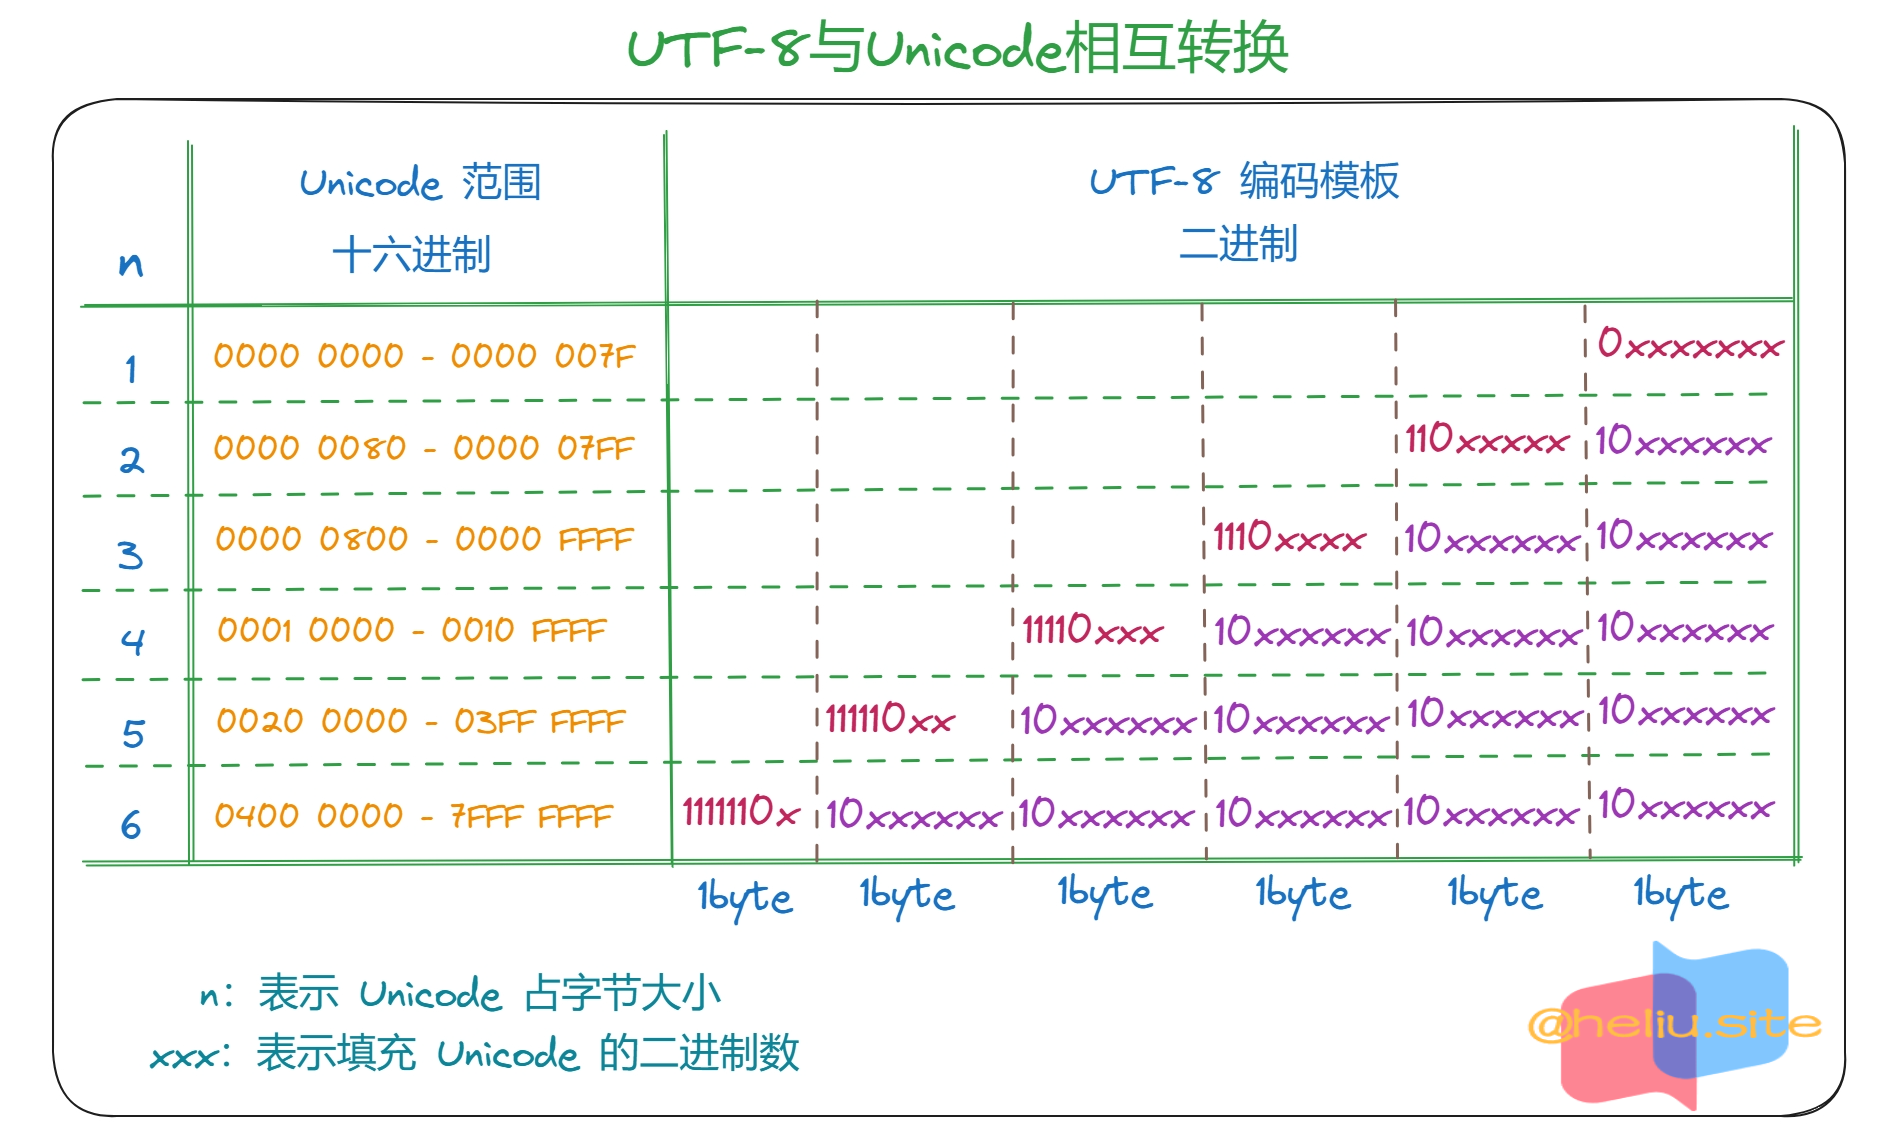 UTF-8与Unicode相互转换
n
Unicode 范围
十六进制
UTF-8 编码模板
二进制
1 0000 0000 - 0000 007F 0xxxxxxx
2 0000 0080 - 0000 07FF 110xxxxx 10xxxxxx
3 0000 0800 - 0000 FFFF 1110xxxx 10xxxxxx 10xxxxxx
4 0001 0000 - 0010 FFFF 11110xxx 10xxxxxx 10xxxxxx 10xxxxxx
5 0020 0000 - 03FF FFFF 111110xx 10xxxxxx 10xxxxxx 10xxxxxx 10xxxxxx
6 0400 0000 - 7FFF FFFF 1111110x 10xxxxxx 10xxxxxx 10xxxxxx 10xxxxxx 10xxxxxx
1byte 1byte 1byte 1byte 1byte 1byte
n：表示 Unicode 占字节大小
xxx：表示填充 Unicode 的二进制数
@heliu.site